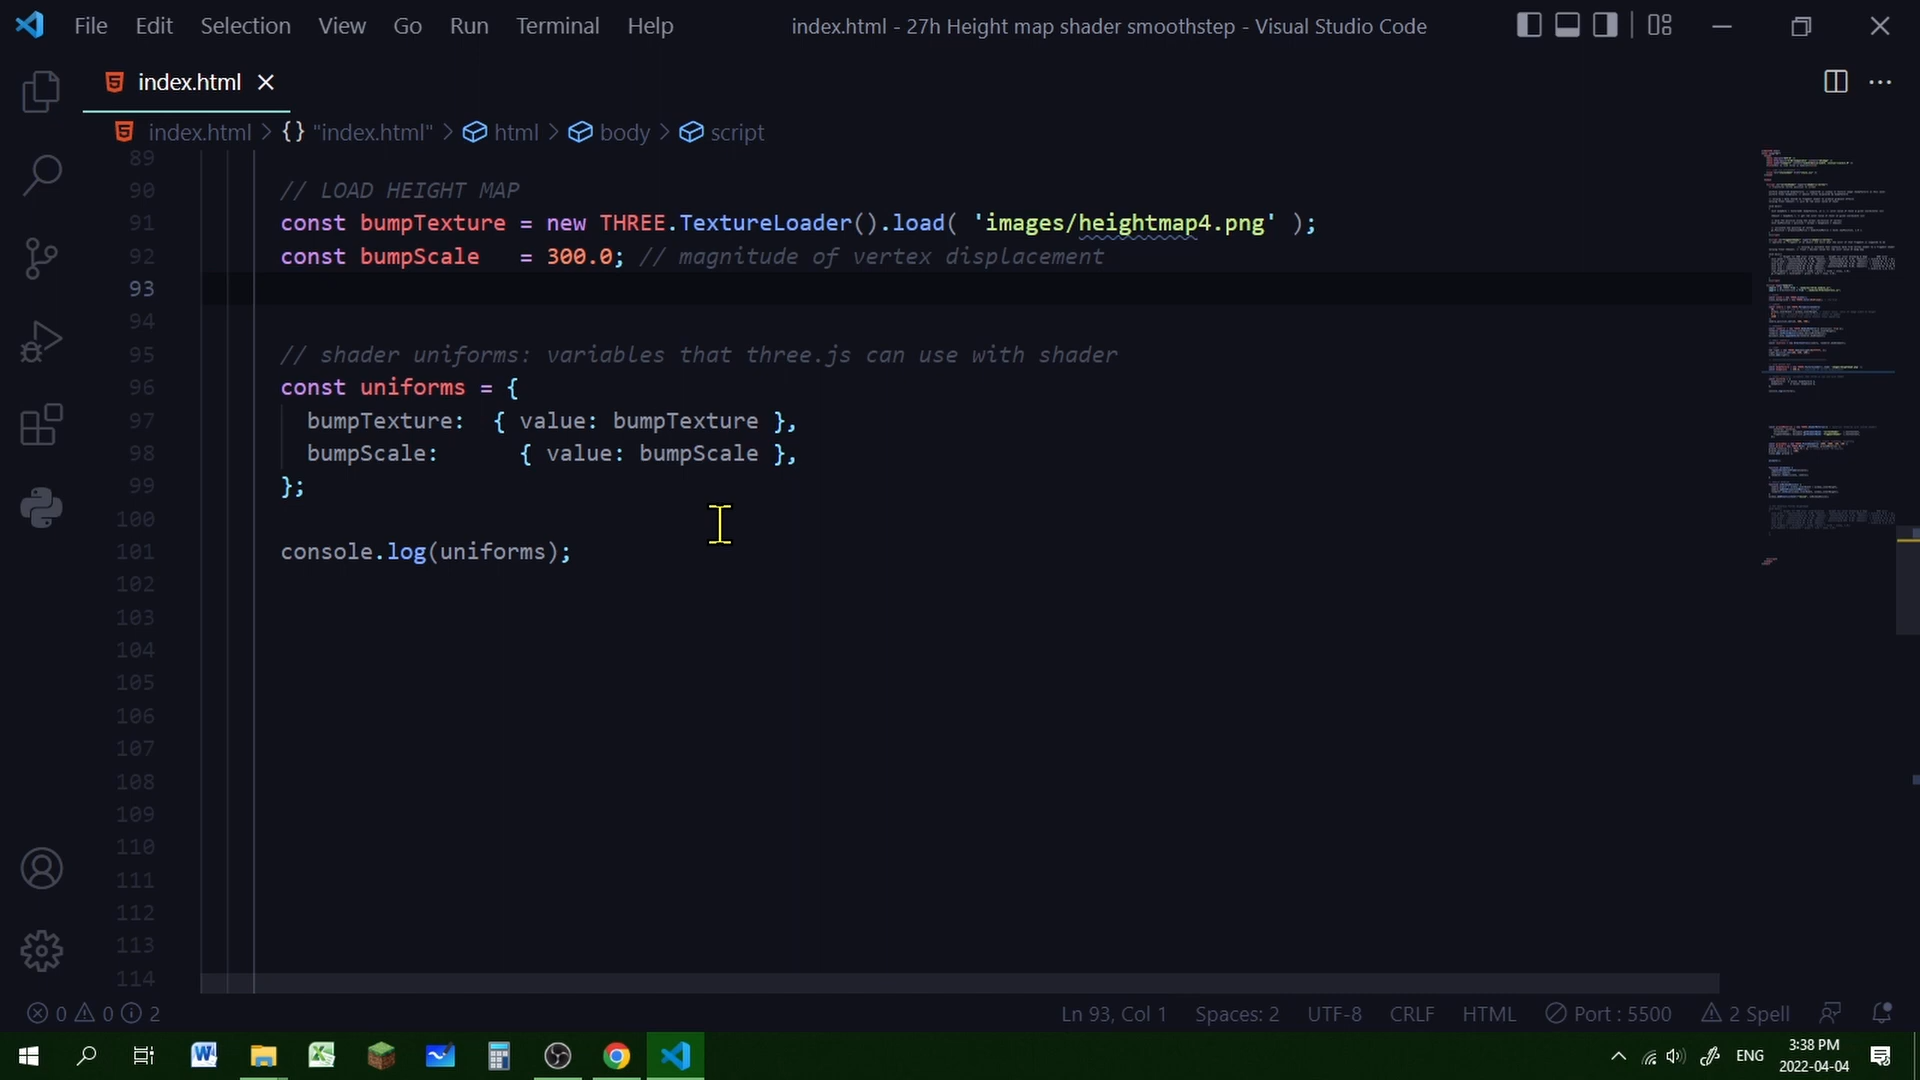 File Edit Selection View Go Run Terminal Help index.html - 27h Height map shader smoothstep - Visual Studio Code
index.html
index.html > {} "index.html" > html > body > script
89
90 // LOAD HEIGHT MAP
91 const bumpTexture = new THREE.TextureLoader().load( 'images/heightmap4.png' );
92 const bumpScale = 300.0; // magnitude of vertex displacement
93
94
95 // shader uniforms: variables that three.js can use with shader
96 const uniforms = {
97 bumpTexture: { value: bumpTexture },
98 bumpScale: { value: bumpScale },
99 };
100
101 console.log(uniforms);
102
103
104
105
106
107
108
109
110
111
112
113
114
0 0 2 Ln 93, Col 1 Spaces: 2 UTF-8 CRLF HTML Port : 5500 2 Spell
ENG 3:38 PM
2022-04-04